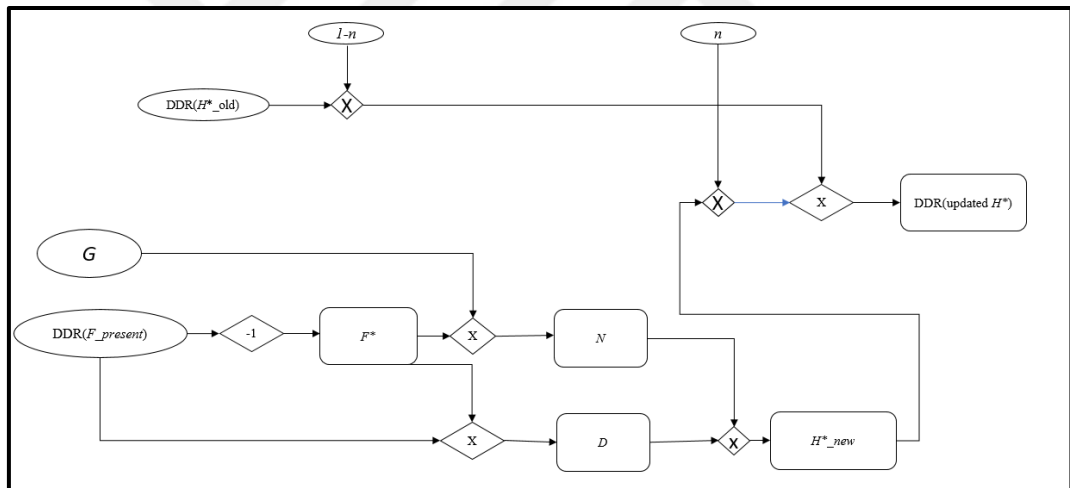 1-n
n
DDR(H*_old)
X
X
X
DDR(updated H*)
G
DDR(F_present)
-1
F*
X
N
X
D
X
H*_new